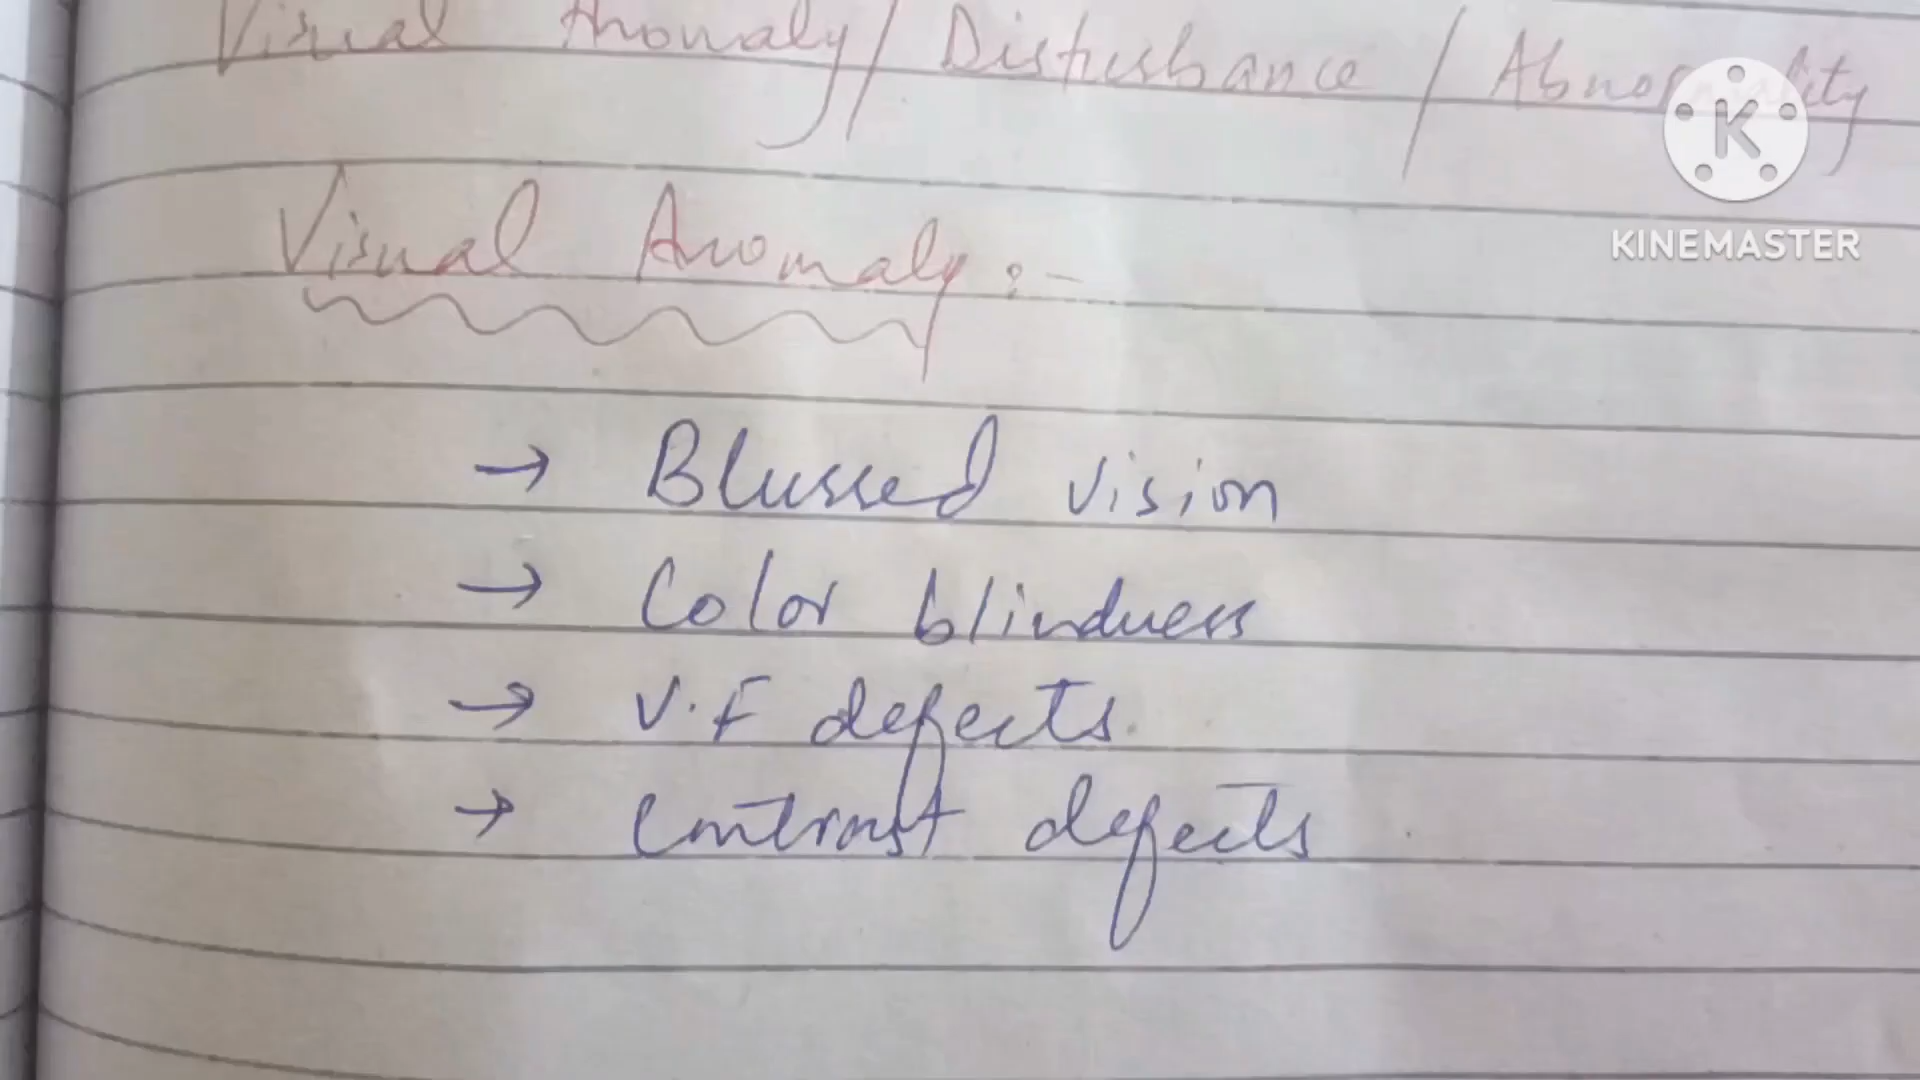 Visual Anomaly / Disturbance / Abnormality
KINEMASTER
Visual Anomaly :-
→ Blurred vision
→ Color blindness
→ V.F defects.
→ Contrast defects